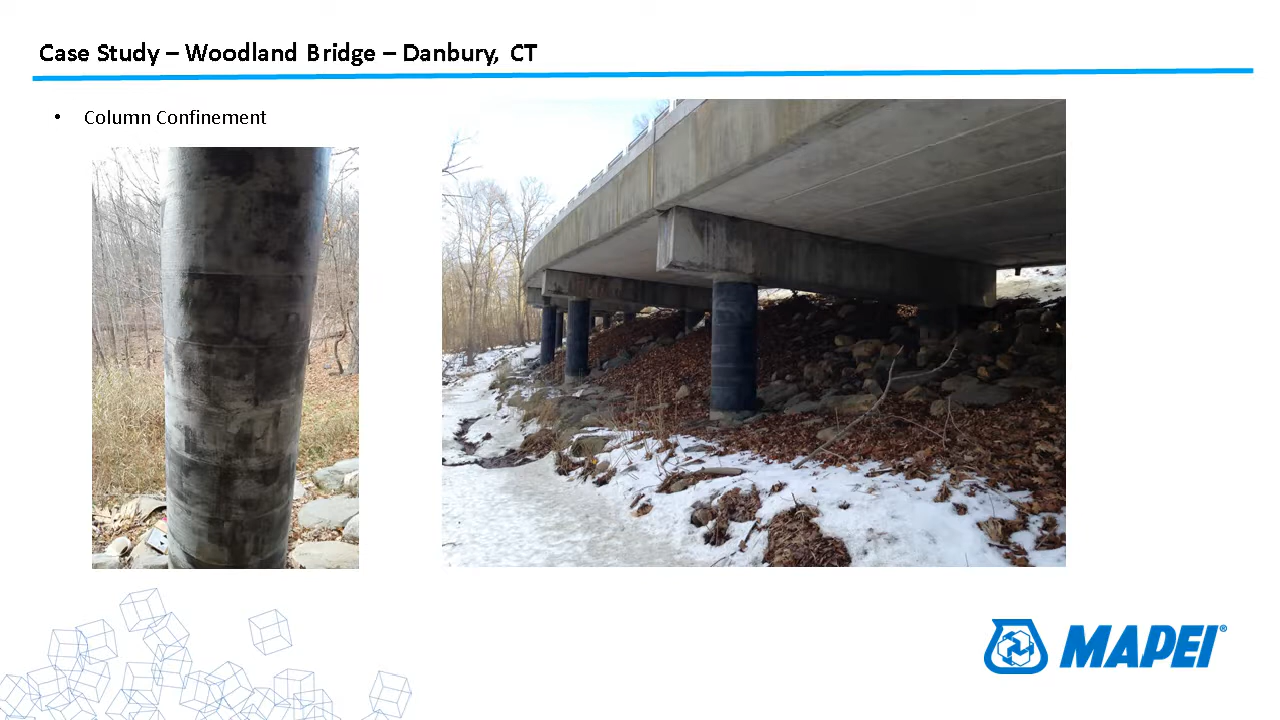 Case Study – Woodland Bridge – Danbury, CT
• Column Confinement
MAPEI®